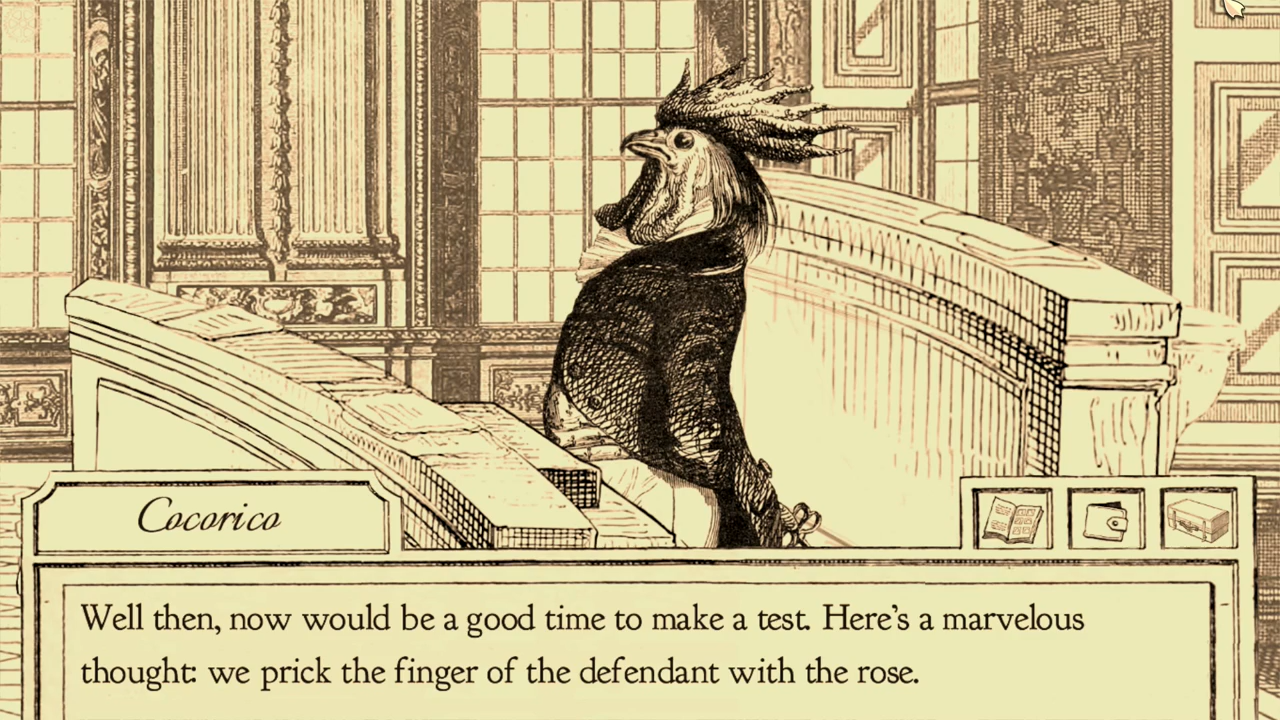 Cocorico
Well then, now would be a good time to make a test. Here's a marvelous
thought: we prick the finger of the defendant with the rose.